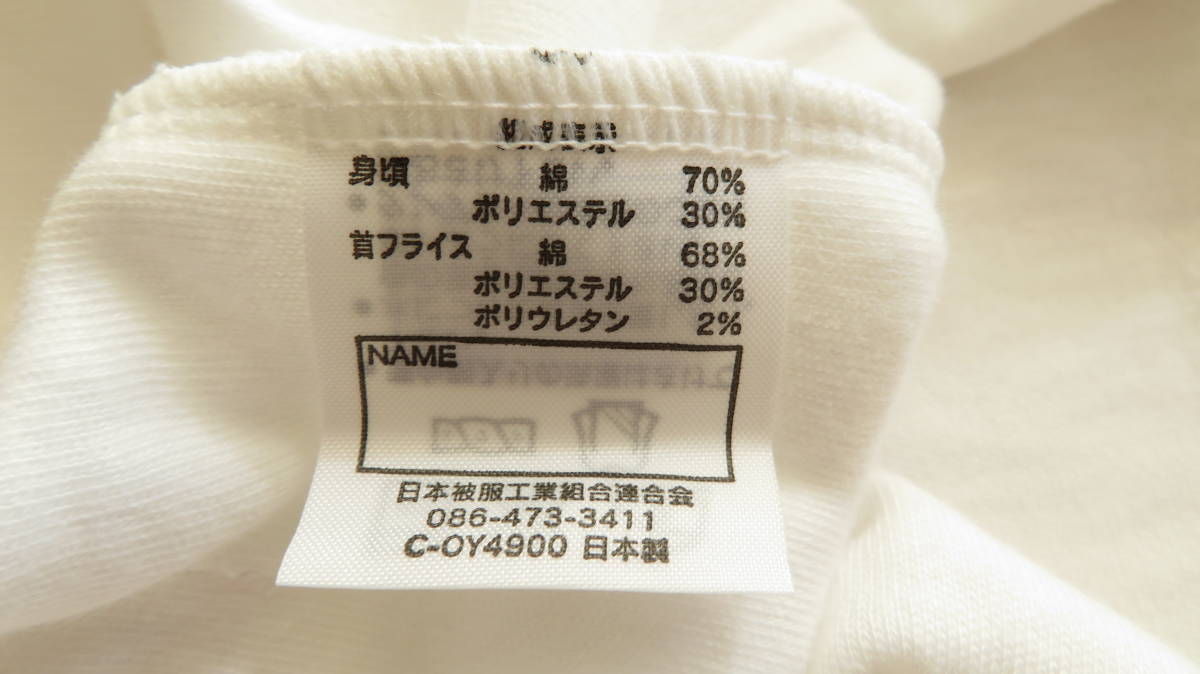 身頃 綿 70%
ポリエステル 30%
首フライス 綿 68%
ポリエステル 30%
ポリウレタン 2%
NAME
日本被服工業組合連合会
086-473-3411
C-OY4900 日本製